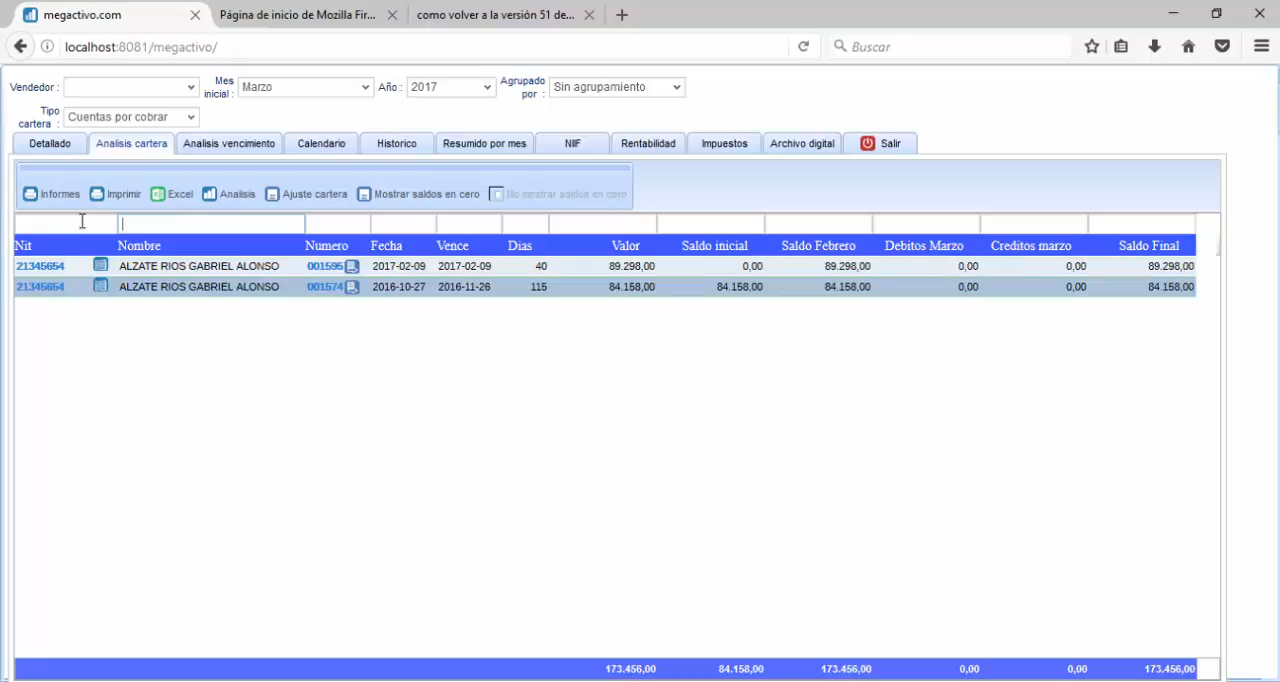 megactivo.com
Página de inicio de Mozilla Fir...
como volver a la versión 51 de...
localhost:8081/megactivo/
Buscar
Vendedor :
Mes inicial :
Marzo
Año :
2017
Agrupado por :
Sin agrupamiento
Tipo cartera :
Cuentas por cobrar
Detallado
Analisis cartera
Analisis vencimiento
Calendario
Historico
Resumido por mes
NIIF
Rentabilidad
Impuestos
Archivo digital
Salir
Informes
Imprimir
Excel
Analisis
Ajuste cartera
Mostrar saldos en cero
No mostrar saldos en cero
Nit Nombre Numero Fecha Vence Dias Valor Saldo inicial Saldo Febrero Debitos Marzo Creditos marzo Saldo Final
21345654 ALZATE RIOS GABRIEL ALONSO 001595 2017-02-09 2017-02-09 40 89.298,00 0,00 89.298,00 0,00 0,00 89.298,00
21345654 ALZATE RIOS GABRIEL ALONSO 001574 2016-10-27 2016-11-26 115 84.158,00 84.158,00 84.158,00 0,00 0,00 84.158,00
173.456,00 84.158,00 173.456,00 0,00 0,00 173.456,00